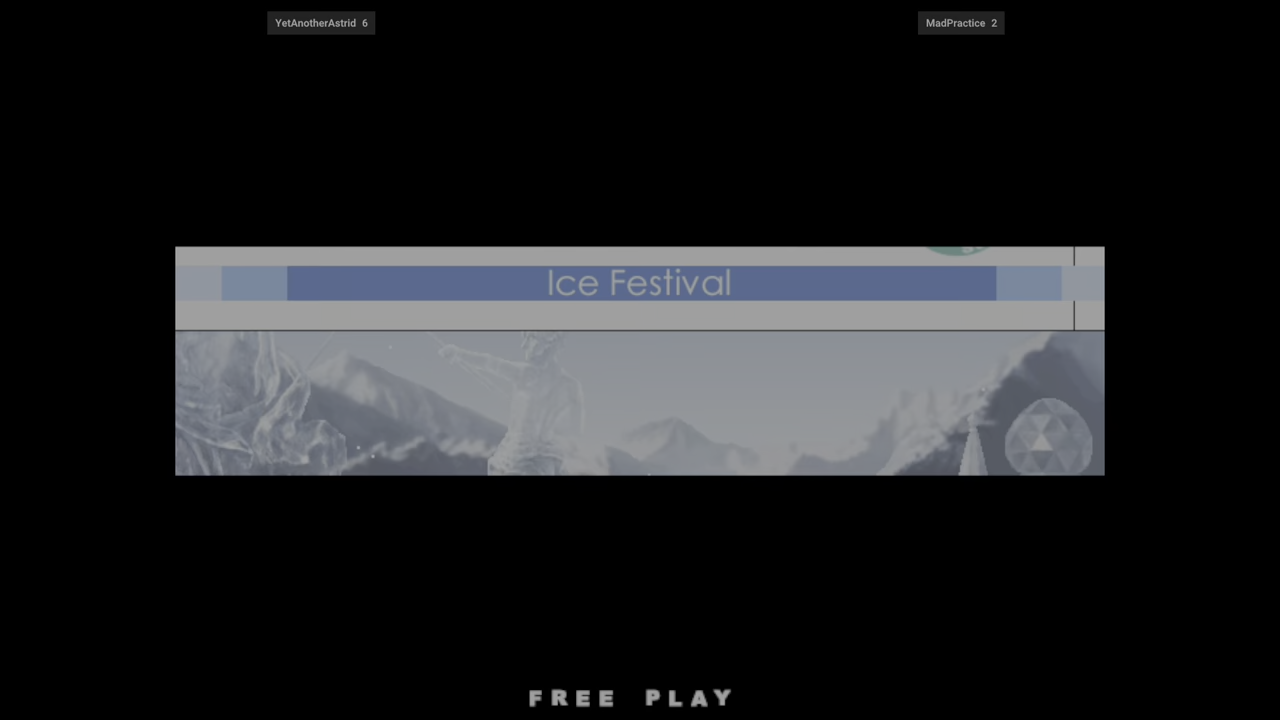 YetAnotherAstrid 6
MadPractice 2
Ice Festival
FREE PLAY